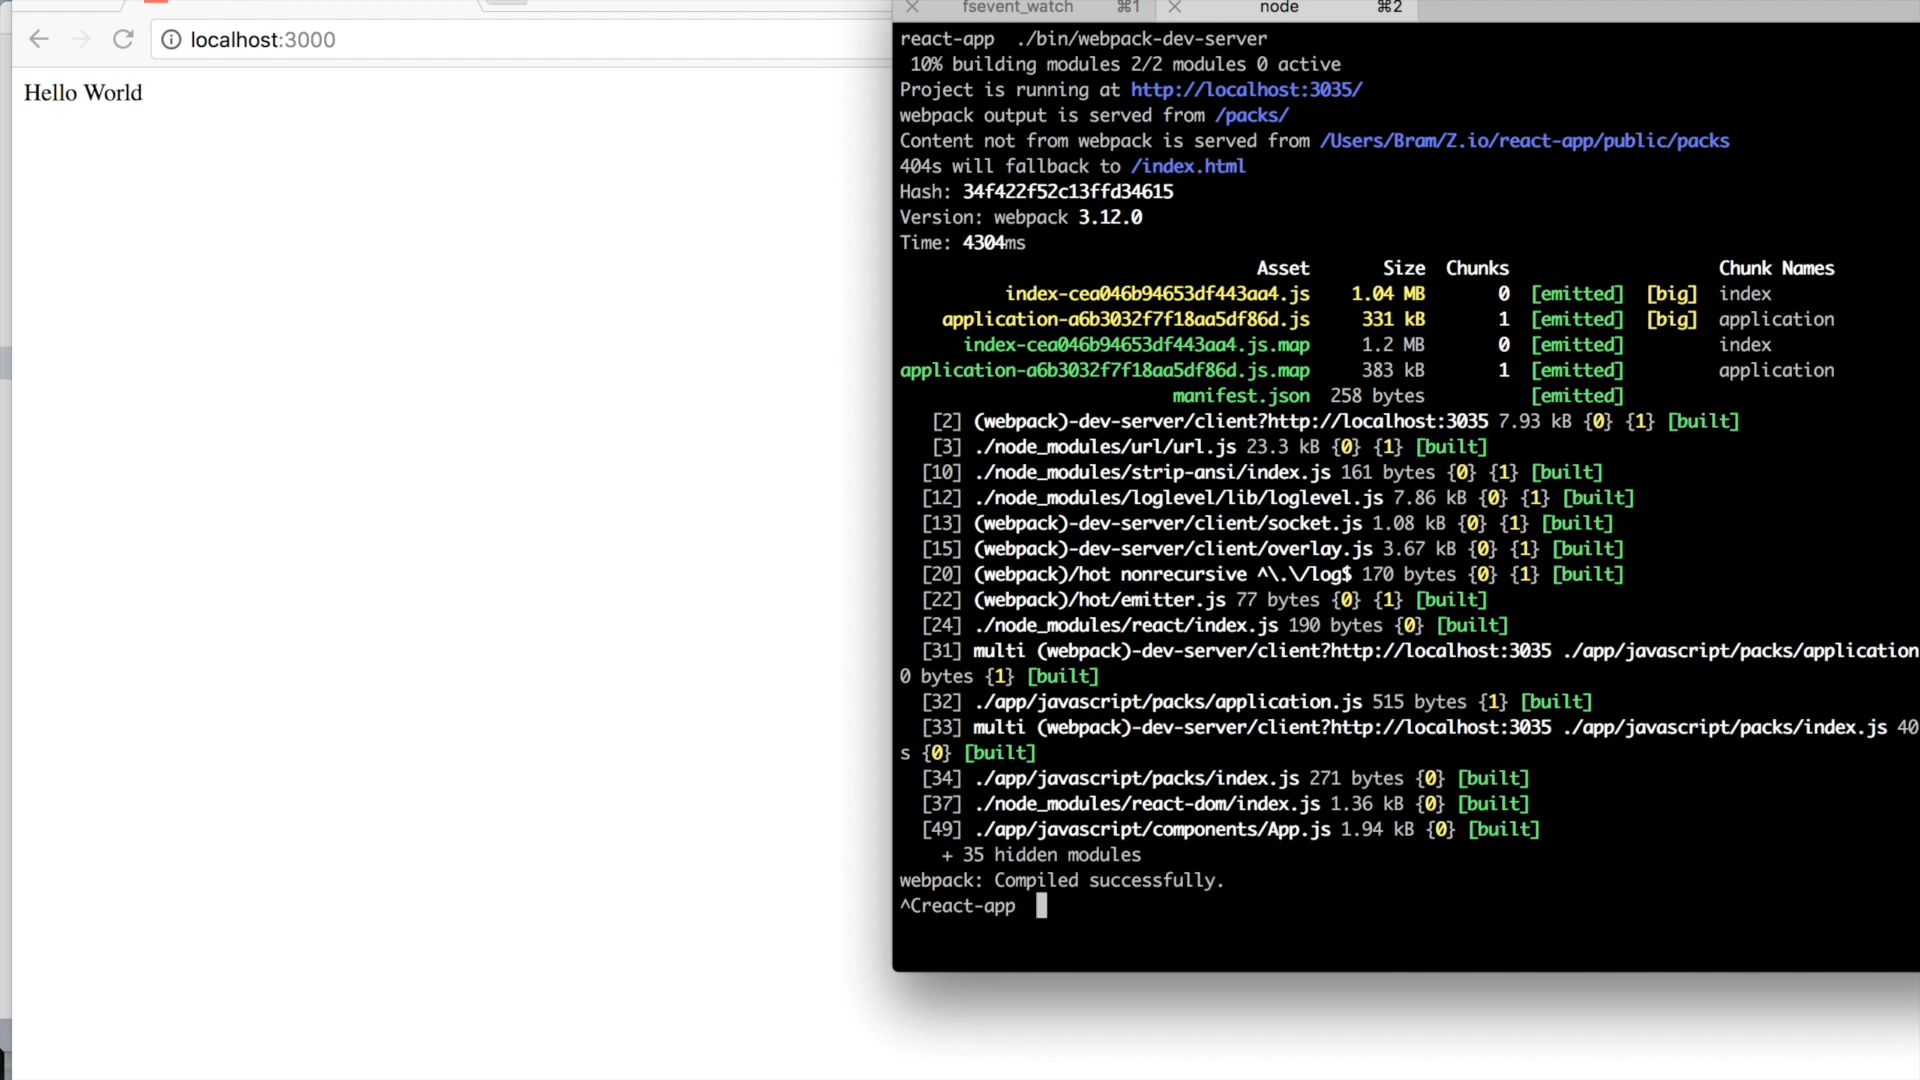 localhost:3000
Hello World
fsevent_watch ⌘1
node ⌘2
react-app ./bin/webpack-dev-server
10% building modules 2/2 modules 0 active
Project is running at http://localhost:3035/
webpack output is served from /packs/
Content not from webpack is served from /Users/Bram/Z.io/react-app/public/packs
404s will fallback to /index.html
Hash: 34f422f52c13ffd34615
Version: webpack 3.12.0
Time: 4304ms
Asset Size Chunks Chunk Names
index-cea046b94653df443aa4.js 1.04 MB 0 [emitted] [big] index
application-a6b3032f7f18aa5df86d.js 331 kB 1 [emitted] [big] application
index-cea046b94653df443aa4.js.map 1.2 MB 0 [emitted] index
application-a6b3032f7f18aa5df86d.js.map 383 kB 1 [emitted] application
manifest.json 258 bytes [emitted]
[2] (webpack)-dev-server/client?http://localhost:3035 7.93 kB {0} {1} [built]
[3] ./node_modules/url/url.js 23.3 kB {0} {1} [built]
[10] ./node_modules/strip-ansi/index.js 161 bytes {0} {1} [built]
[12] ./node_modules/loglevel/lib/loglevel.js 7.86 kB {0} {1} [built]
[13] (webpack)-dev-server/client/socket.js 1.08 kB {0} {1} [built]
[15] (webpack)-dev-server/client/overlay.js 3.67 kB {0} {1} [built]
[20] (webpack)/hot nonrecursive ^\.\/log$ 170 bytes {0} {1} [built]
[22] (webpack)/hot/emitter.js 77 bytes {0} {1} [built]
[24] ./node_modules/react/index.js 190 bytes {0} [built]
[31] multi (webpack)-dev-server/client?http://localhost:3035 ./app/javascript/packs/application
0 bytes {1} [built]
[32] ./app/javascript/packs/application.js 515 bytes {1} [built]
[33] multi (webpack)-dev-server/client?http://localhost:3035 ./app/javascript/packs/index.js 40
s {0} [built]
[34] ./app/javascript/packs/index.js 271 bytes {0} [built]
[37] ./node_modules/react-dom/index.js 1.36 kB {0} [built]
[49] ./app/javascript/components/App.js 1.94 kB {0} [built]
+ 35 hidden modules
webpack: Compiled successfully.
^Creact-app